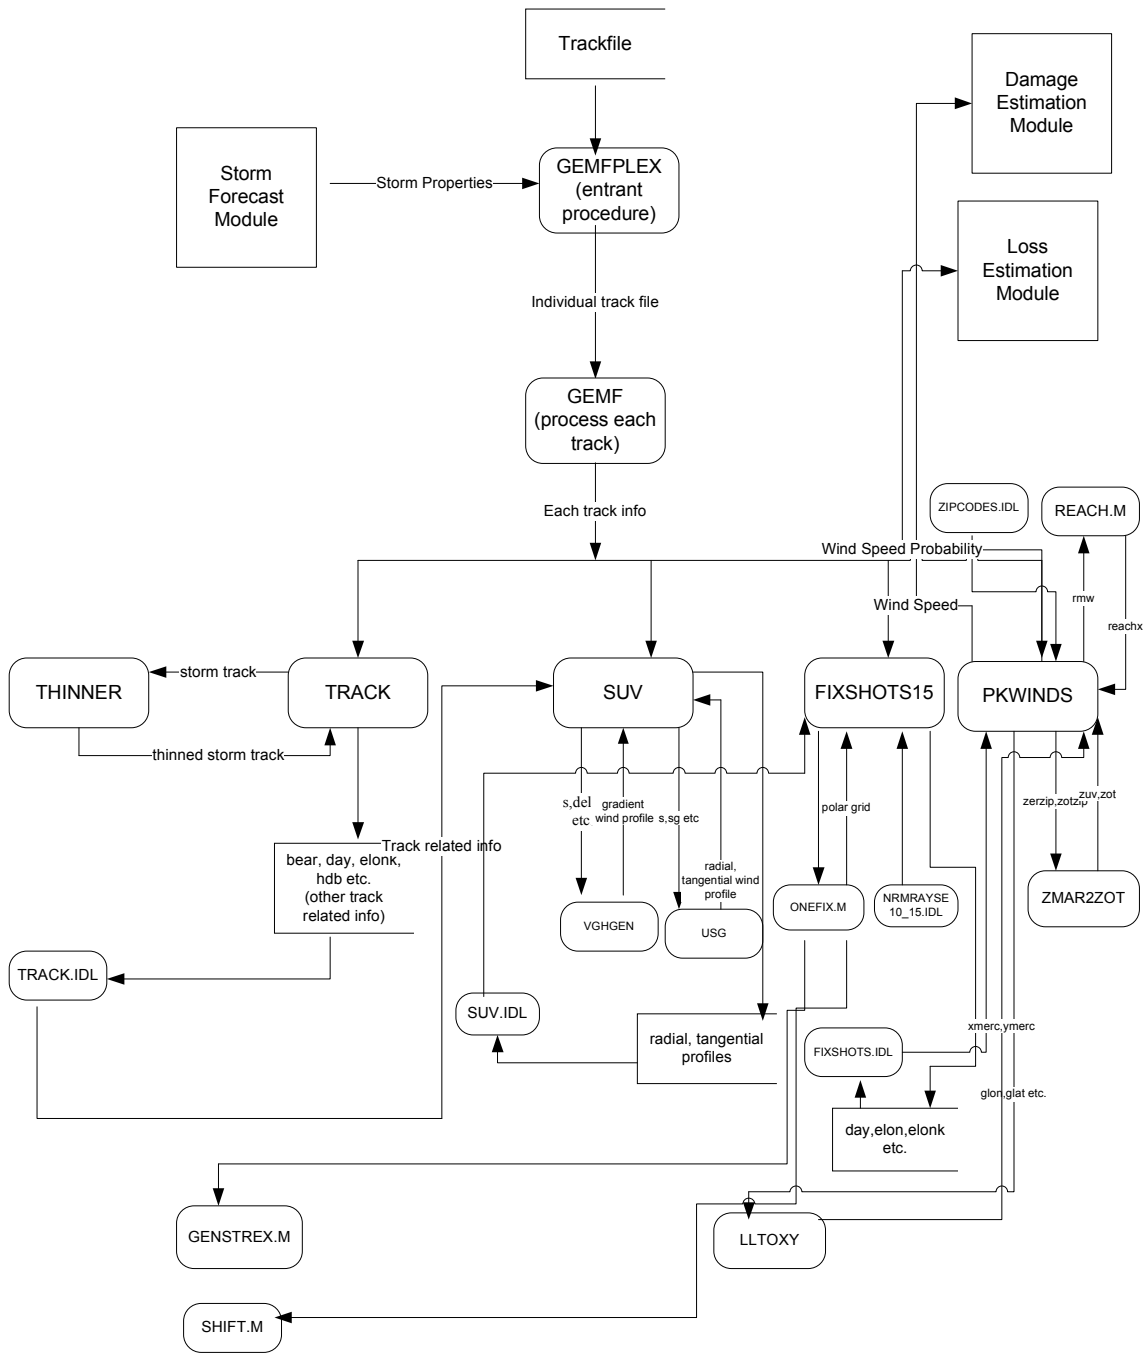 Trackfile
Damage
Estimation
Module
Storm
Forecast
Module
Storm Properties
GEMFPLEX
(entrant
procedure)
Loss
Estimation
Module
Individual track file
GEMF
(process each
track)
Each track info
ZIPCODES.IDL
REACH.M
Wind Speed Probability
Wind Speed
rmw
reachx
THINNER
storm track
TRACK
SUV
FIXSHOTS15
PKWINDS
thinned storm track
s,del
etc
gradient
wind profile
s,sg etc
polar grid
zerzip,zotzip
zuv,zot
Track related info
bear, day, elonk,
hdb etc.
(other track
related info)
radial,
tangential wind
profile
VGHGEN
USG
ONEFIX.M
NRMRAYSE
10_15.IDL
ZMAR2ZOT
TRACK.IDL
SUV.IDL
radial, tangential
profiles
FIXSHOTS.IDL
xmerc,ymerc
glon,glat etc.
day,elon,elonk
etc.
GENSTREX.M
LLTOXY
SHIFT.M